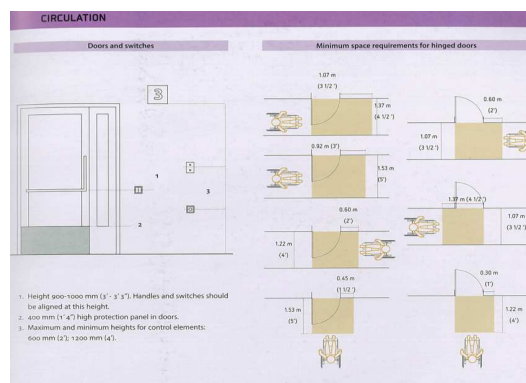 CIRCULATION
Doors and switches
3
1
2
3
1. Height 900-1000 mm (3'- 3'3"). Handles and switches should
be aligned at this height.
2. 400 mm (1'4") high protection panel in doors.
3. Maximum and minimum heights for control elements:
600 mm (2'); 1200 mm (4').
Minimum space requirements for hinged doors
1.07 m
(3 1/2 ')
1.37 m
(4 1/2 ')
0.60 m
(2')
1.07 m
(3 1/2 ')
0.92 m (3')
1.53 m
(5')
0.60 m
(2')
1.22 m
(4')
1.37 m (4 1/2 ')
1.07 m
(3 1/2 ')
0.45 m
(1 1/2 ')
1.53 m
(5')
0.30 m
(1')
1.22 m
(4')